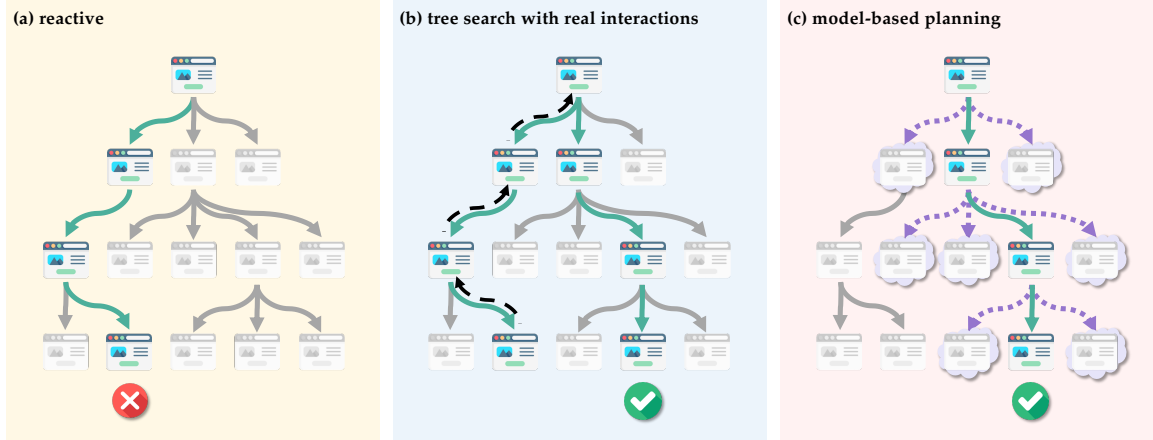 (a) reactive
(b) tree search with real interactions
(c) model-based planning